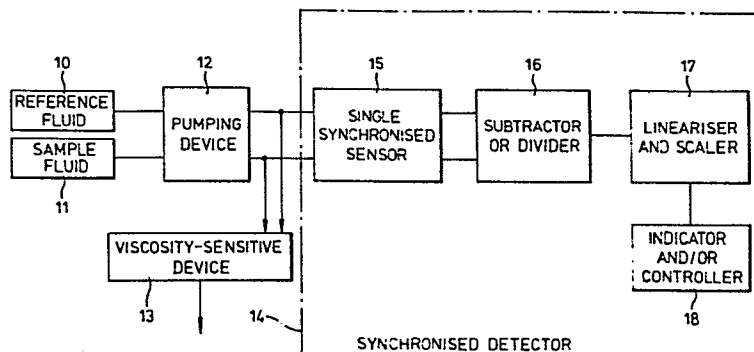 10
REFERENCE
FLUID
SAMPLE
FLUID
11
12
PUMPING
DEVICE
VISCOSITY-SENSITIVE
DEVICE
13
14
15
SINGLE
SYNCHRONISED
SENSOR
16
SUBTRACTOR
OR DIVIDER
17
LINEARISER
AND SCALER
INDICATOR
AND/OR
CONTROLLER
18
SYNCHRONISED DETECTOR